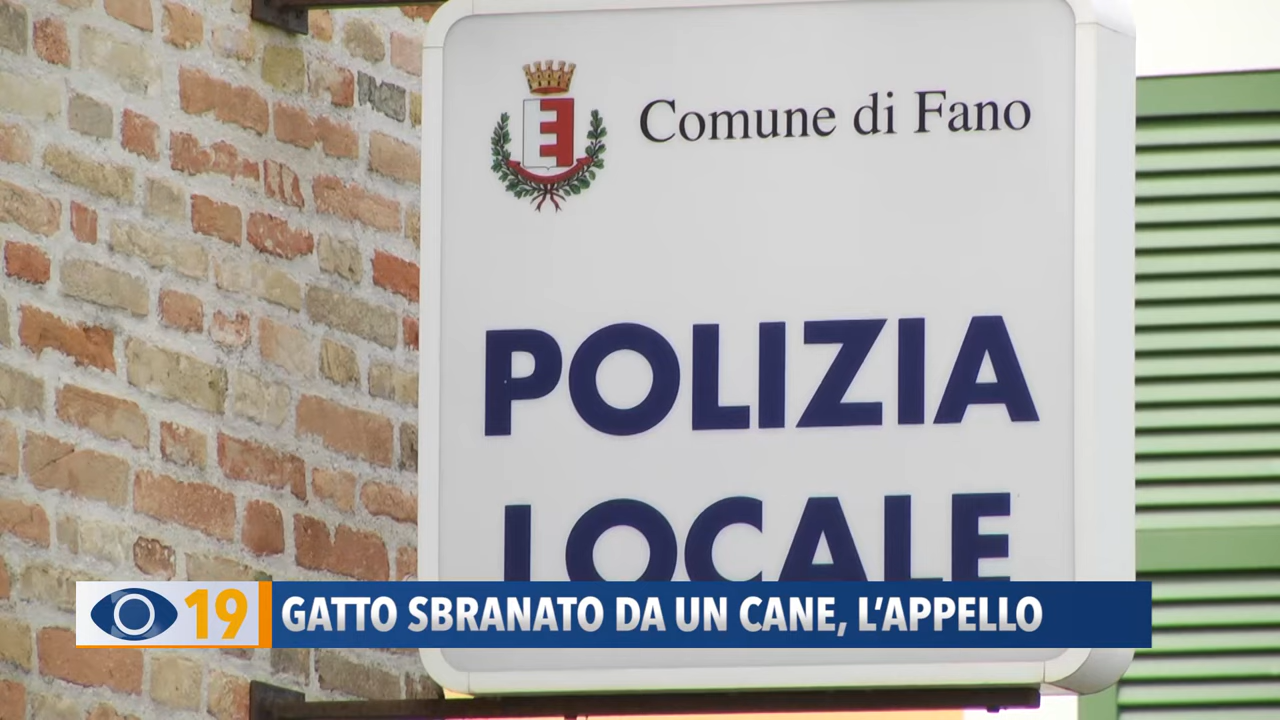 Comune di Fano
POLIZIA
LOCALE
19 GATTO SBRANATO DA UN CANE, L’APPELLO